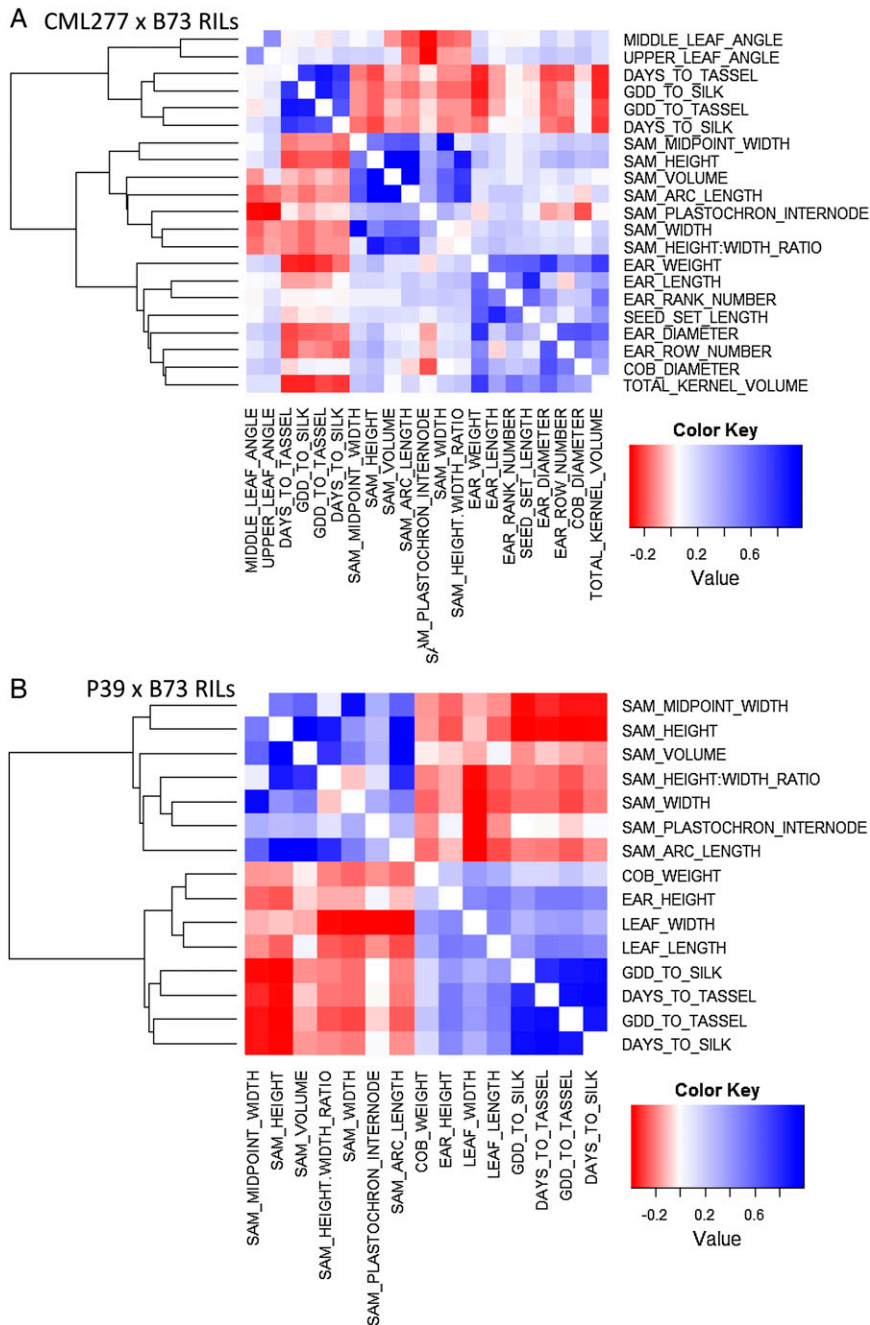 A
CML277 x B73 RILs
MIDDLE_LEAF_ANGLE
UPPER_LEAF_ANGLE
DAYS_TO_TASSEL
GDD_TO_SILK
GDD_TO_TASSEL
DAYS_TO_SILK
SAM_MIDPOINT_WIDTH
SAM_HEIGHT
SAM_VOLUME
SAM_ARC_LENGTH
SAM_PLASTOCHRON_INTERNODE
SAM_WIDTH
SAM_HEIGHT:WIDTH_RATIO
EAR_WEIGHT
EAR_LENGTH
EAR_RANK_NUMBER
SEED_SET_LENGTH
EAR_DIAMETER
EAR_ROW_NUMBER
COB_DIAMETER
TOTAL_KERNEL_VOLUME
MIDDLE_LEAF_ANGLE
UPPER_LEAF_ANGLE
DAYS_TO_TASSEL
GDD_TO_SILK
GDD_TO_TASSEL
DAYS_TO_SILK
SAM_MIDPOINT_WIDTH
SAM_HEIGHT
SAM_VOLUME
SAM_ARC_LENGTH
SAM_PLASTOCHRON_INTERNODE
SAM_WIDTH
SAM_HEIGHT.WIDTH_RATIO
EAR_WEIGHT
EAR_LENGTH
EAR_RANK_NUMBER
SEED_SET_LENGTH
EAR_DIAMETER
EAR_ROW_NUMBER
COB_DIAMETER
TOTAL_KERNEL_VOLUME
Color Key
-0.2 0.2 0.6
Value
B
P39 x B73 RILs
SAM_MIDPOINT_WIDTH
SAM_HEIGHT
SAM_VOLUME
SAM_HEIGHT:WIDTH_RATIO
SAM_WIDTH
SAM_PLASTOCHRON_INTERNODE
SAM_ARC_LENGTH
COB_WEIGHT
EAR_HEIGHT
LEAF_WIDTH
LEAF_LENGTH
GDD_TO_SILK
DAYS_TO_TASSEL
GDD_TO_TASSEL
DAYS_TO_SILK
SAM_MIDPOINT_WIDTH
SAM_HEIGHT
SAM_VOLUME
SAM_HEIGHT.WIDTH_RATIO
SAM_WIDTH
SAM_PLASTOCHRON_INTERNODE
SAM_ARC_LENGTH
COB_WEIGHT
EAR_HEIGHT
LEAF_WIDTH
LEAF_LENGTH
GDD_TO_SILK
DAYS_TO_TASSEL
GDD_TO_TASSEL
DAYS_TO_SILK
Color Key
-0.2 0.2 0.6
Value